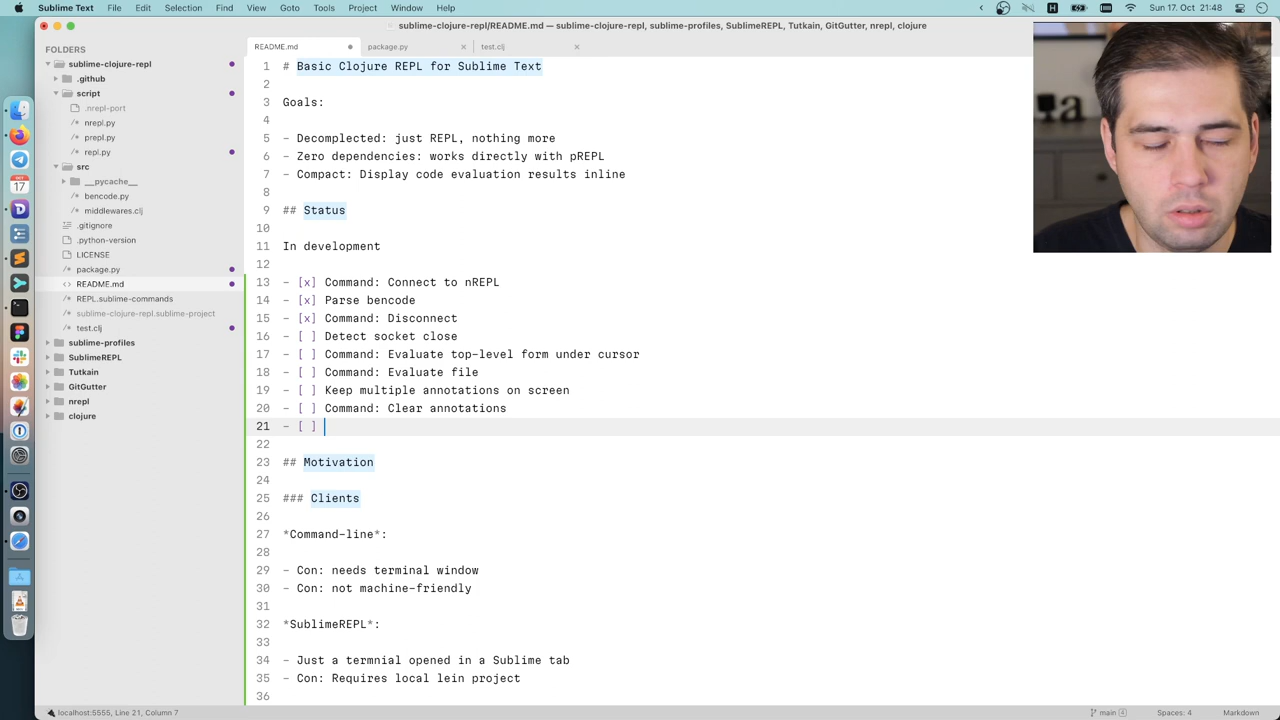 Sublime Text
File
Edit
Selection
Find
View
Goto
Tools
Project
Window
Help
Sun 17. Oct 21:48
sublime-clojure-repl/README.md — sublime-clojure-repl, sublime-profiles, SublimeREPL, Tutkain, GitGutter, nrepl, clojure
FOLDERS
sublime-clojure-repl
.github
script
.nrepl-port
nrepl.py
prepl.py
repl.py
src
__pycache__
bencode.py
middlewares.clj
.gitignore
.python-version
LICENSE
package.py
README.md
REPL.sublime-commands
sublime-clojure-repl.sublime-project
test.clj
sublime-profiles
SublimeREPL
Tutkain
GitGutter
nrepl
clojure
OCT
17
README.md
package.py
test.clj
1 # Basic Clojure REPL for Sublime Text
2
3 Goals:
4
5 - Decomplected: just REPL, nothing more
6 - Zero dependencies: works directly with pREPL
7 - Compact: Display code evaluation results inline
8
9 ## Status
10
11 In development
12
13 - [x] Command: Connect to nREPL
14 - [x] Parse bencode
15 - [x] Command: Disconnect
16 - [ ] Detect socket close
17 - [ ] Command: Evaluate top-level form under cursor
18 - [ ] Command: Evaluate file
19 - [ ] Keep multiple annotations on screen
20 - [ ] Command: Clear annotations
21 - [ ]
22
23 ## Motivation
24
25 ### Clients
26
27 *Command-line*:
28
29 - Con: needs terminal window
30 - Con: not machine-friendly
31
32 *SublimeREPL*:
33
34 - Just a termnial opened in a Sublime tab
35 - Con: Requires local lein project
36
localhost:5555, Line 21, Column 7
main 4
Spaces: 4
Markdown